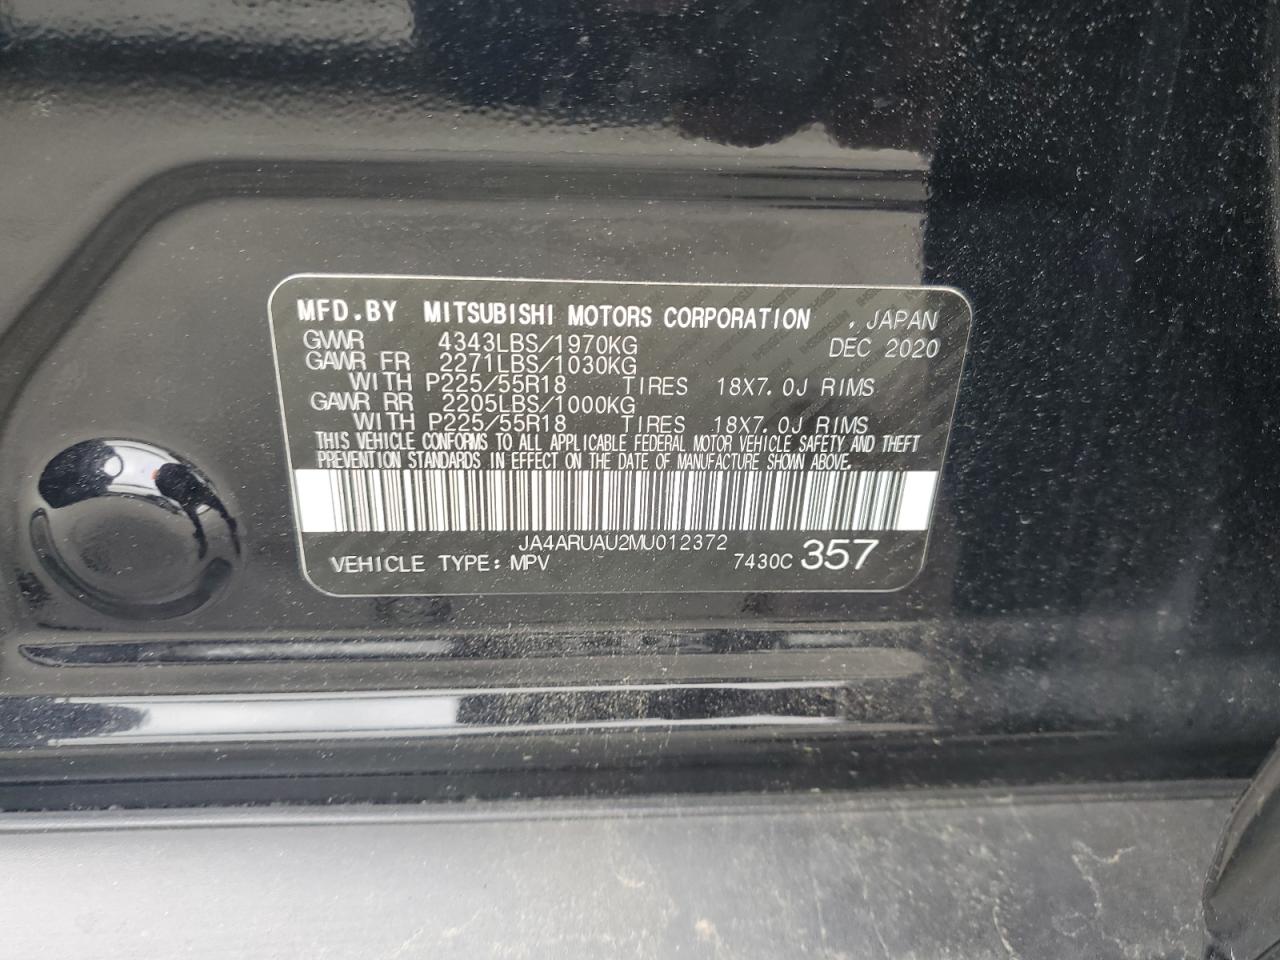 MFD.BY MITSUBISHI MOTORS CORPORATION , JAPAN
GVWR 4343LBS/1970KG DEC 2020
GAWR FR 2271LBS/1030KG
WITH P225/55R18 TIRES 18X7.0J RIMS
GAWR RR 2205LBS/1000KG
WITH P225/55R18 TIRES 18X7.0J RIMS
THIS VEHICLE CONFORMS TO ALL APPLICABLE FEDERAL MOTOR VEHICLE SAFETY AND THEFT
PREVENTION STANDARDS IN EFFECT ON THE DATE OF MANUFACTURE SHOWN ABOVE.
JA4ARUAU2MU012372
VEHICLE TYPE: MPV 7430C 357